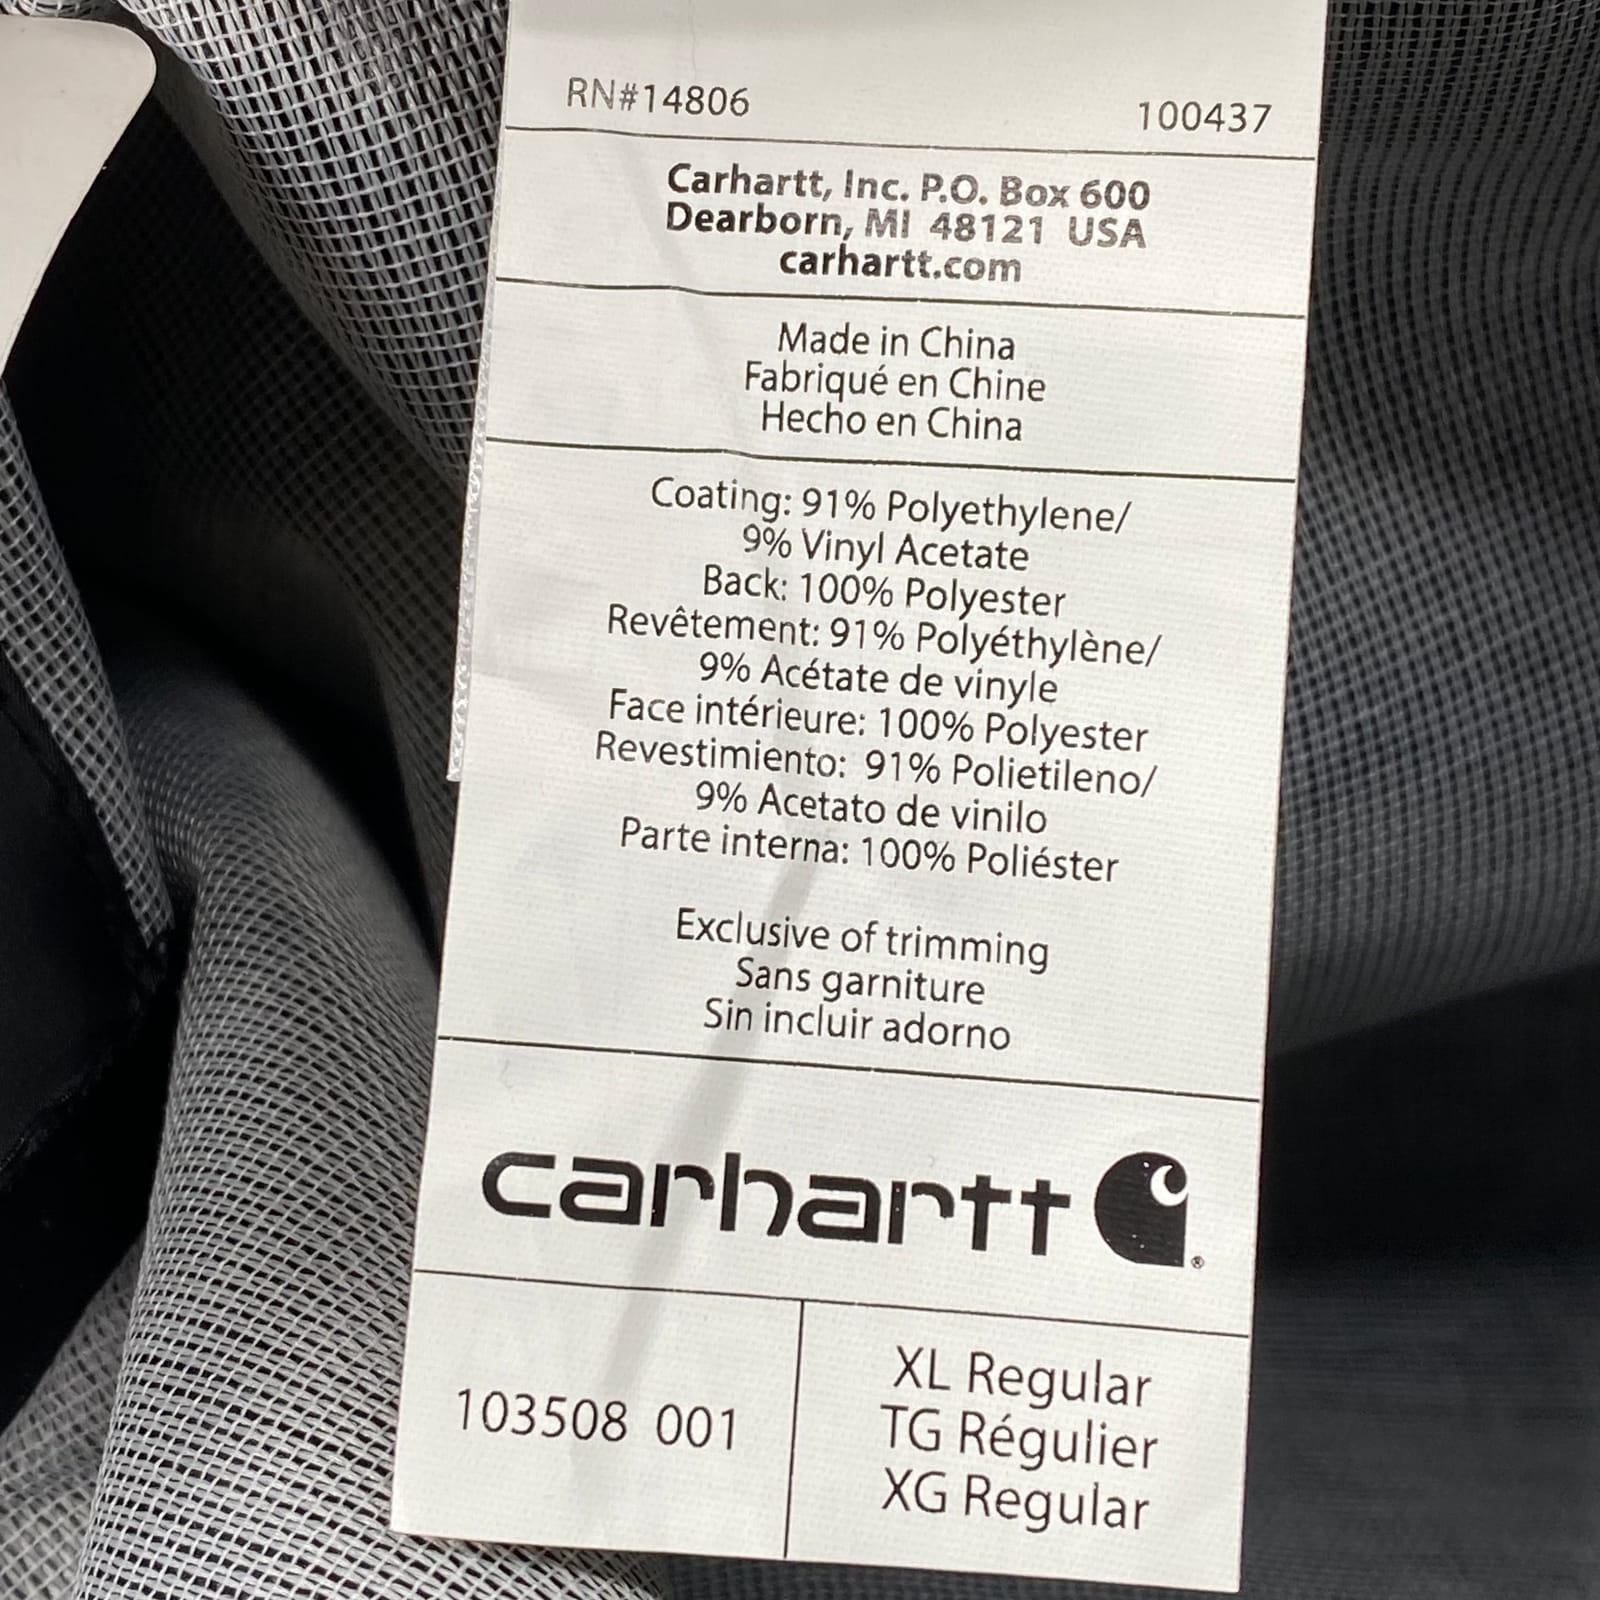 RN#14806 100437
Carhartt, Inc. P.O. Box 600
Dearborn, MI 48121 USA
carhartt.com
Made in China
Fabriqué en Chine
Hecho en China
Coating: 91% Polyethylene/
9% Vinyl Acetate
Back: 100% Polyester
Revêtement: 91% Polyéthylène/
9% Acétate de vinyle
Face intérieure: 100% Polyester
Revestimiento: 91% Polietileno/
9% Acetato de vinilo
Parte interna: 100% Poliéster
Exclusive of trimming
Sans garniture
Sin incluir adorno
carhartt ®
103508 001
XL Regular
TG Régulier
XG Regular